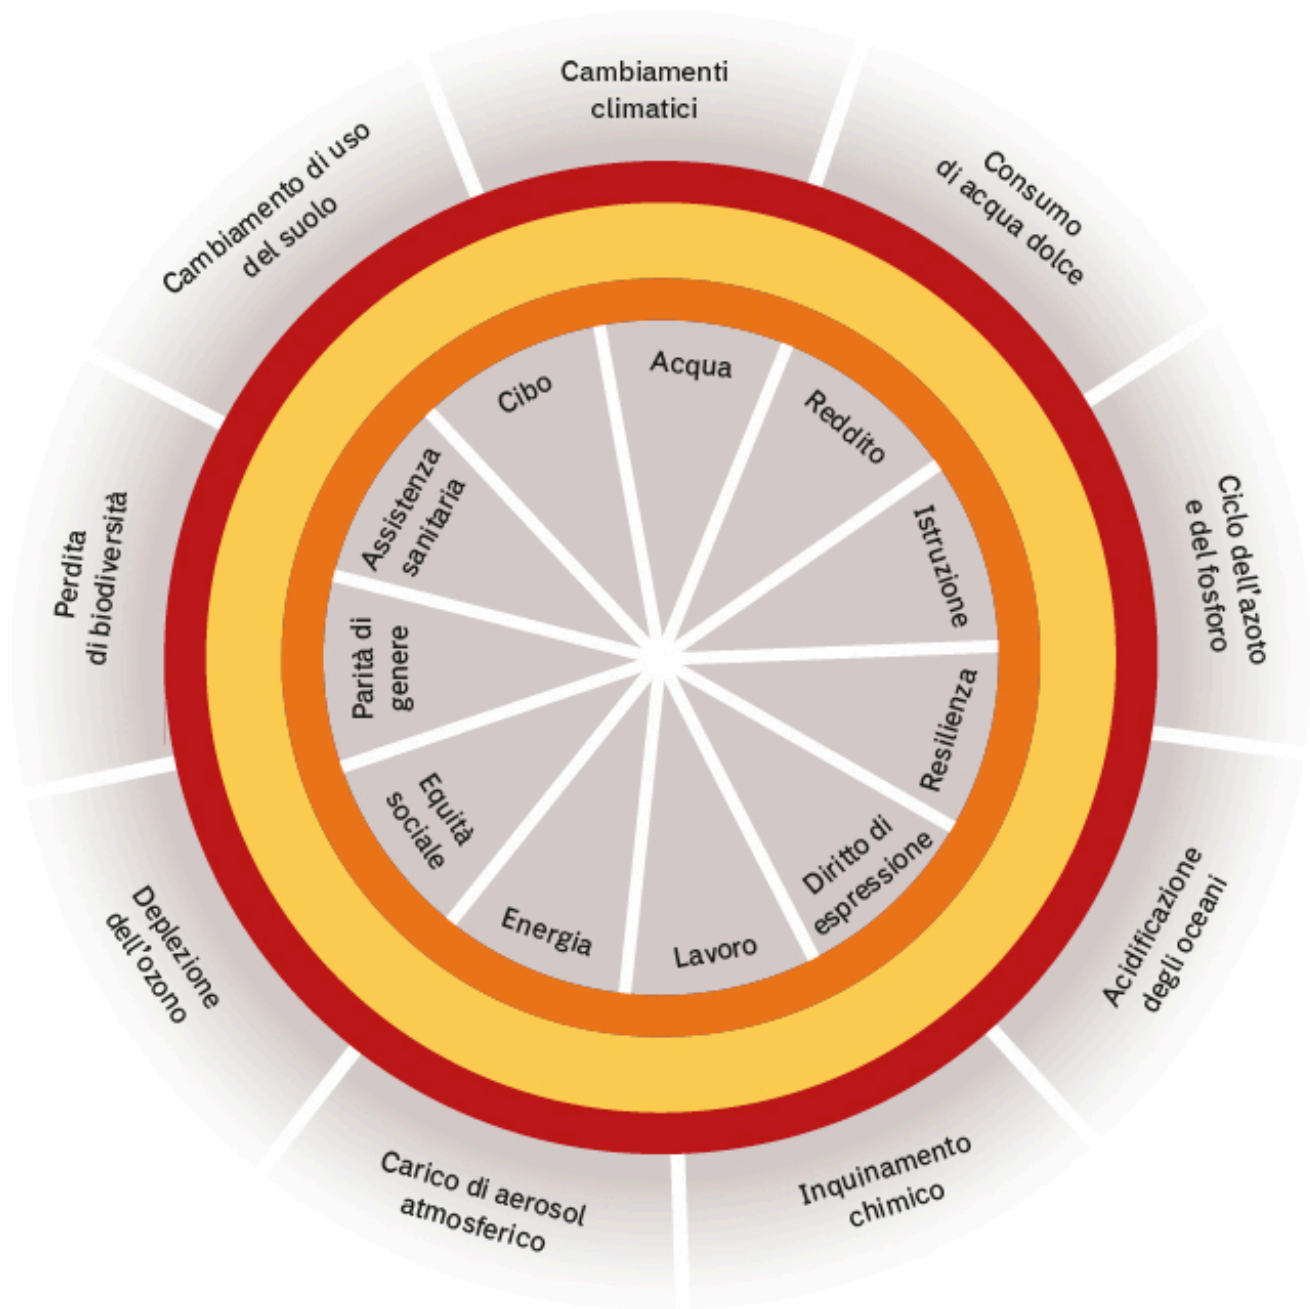 Cambiamenti
climatici
Consumo
di acqua dolce
Ciclo dell'azoto
e del fosforo
Acidificazione
degli oceani
Inquinamento
chimico
Carico di aerosol
atmosferico
Deplezione
dell'ozono
Perdita
di biodiversità
Cambiamento di uso
del suolo
Acqua
Reddito
Istruzione
Resilienza
Diritto di
espressione
Lavoro
Energia
Equità
sociale
Parità di
genere
Assistenza
sanitaria
Cibo